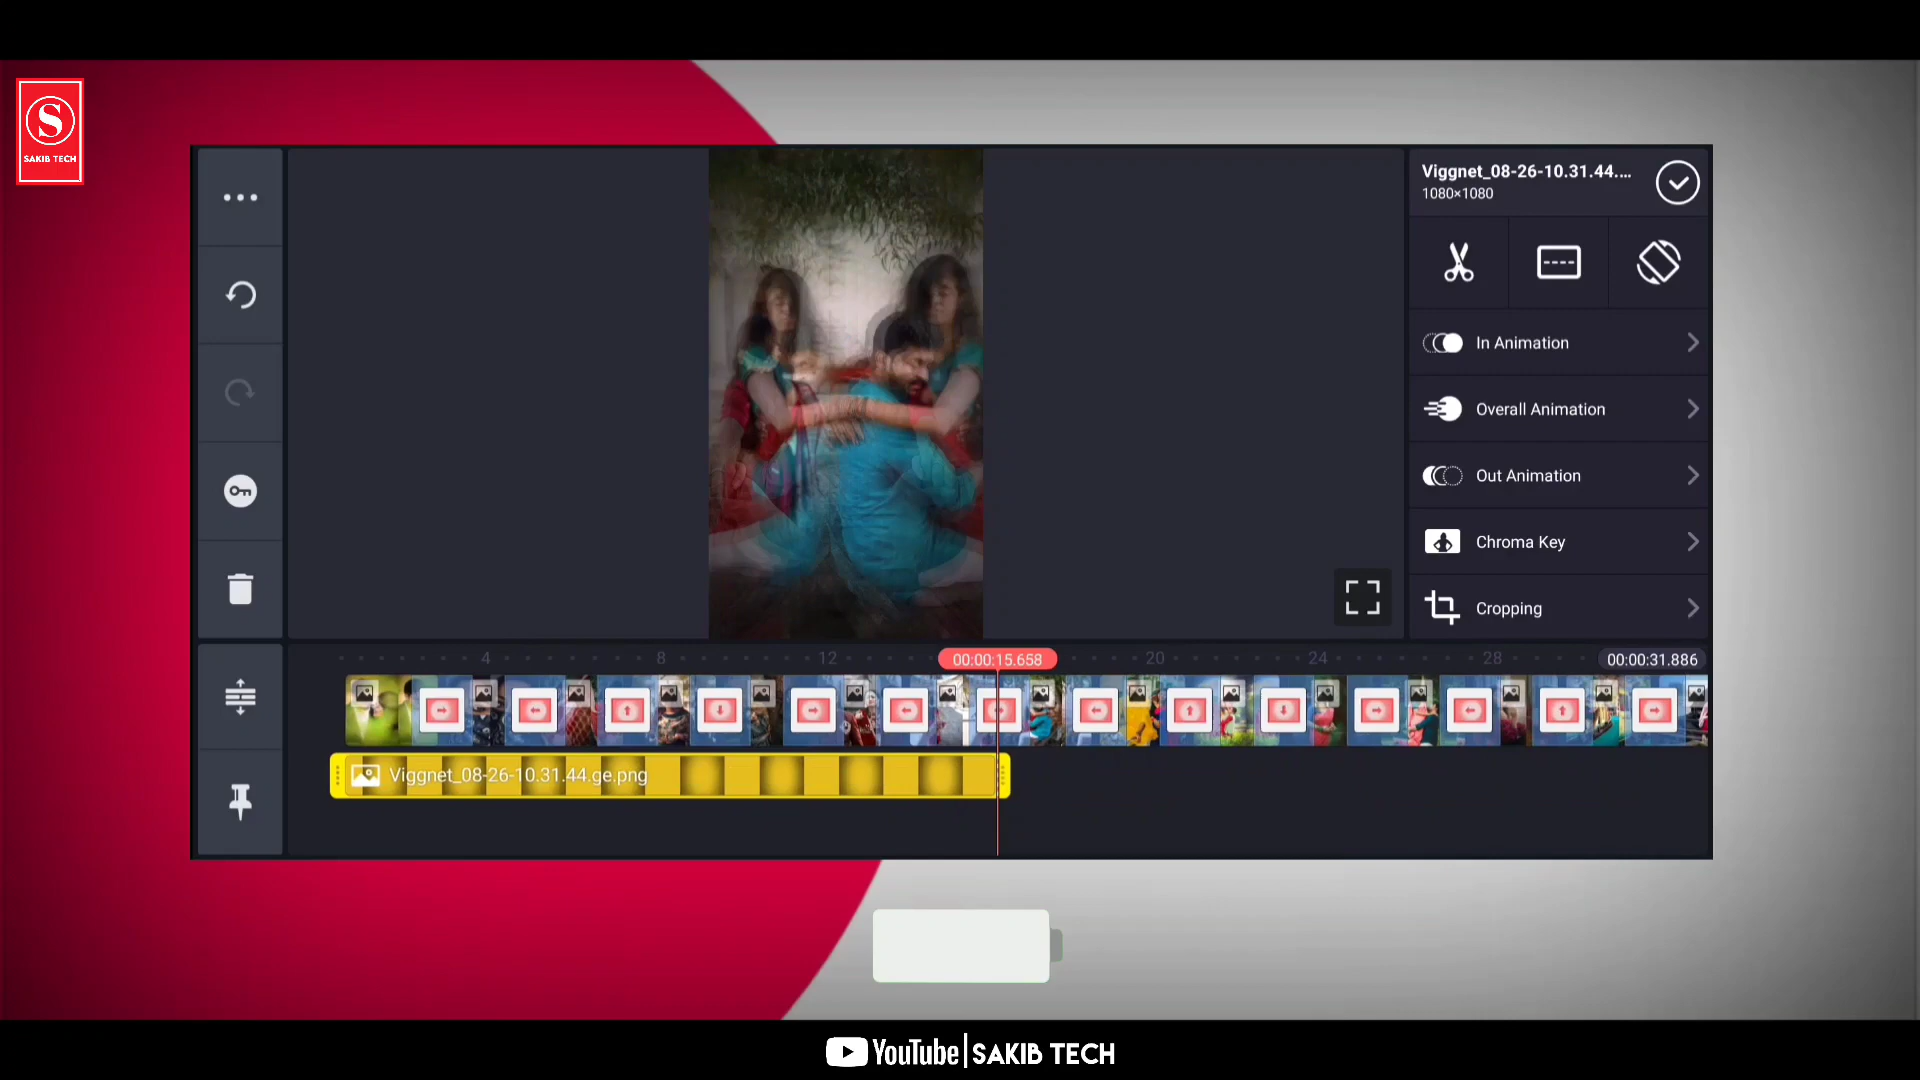 S
SAKIB TECH
Viggnet_08-26-10.31.44....
1080×1080
In Animation
Overall Animation
Out Animation
Chroma Key
Cropping
4 8 12 00:00:15.658 20 24 28 00:00:31.886
Viggnet_08-26-10.31.44.ge.png
YouTube|SAKIB TECH